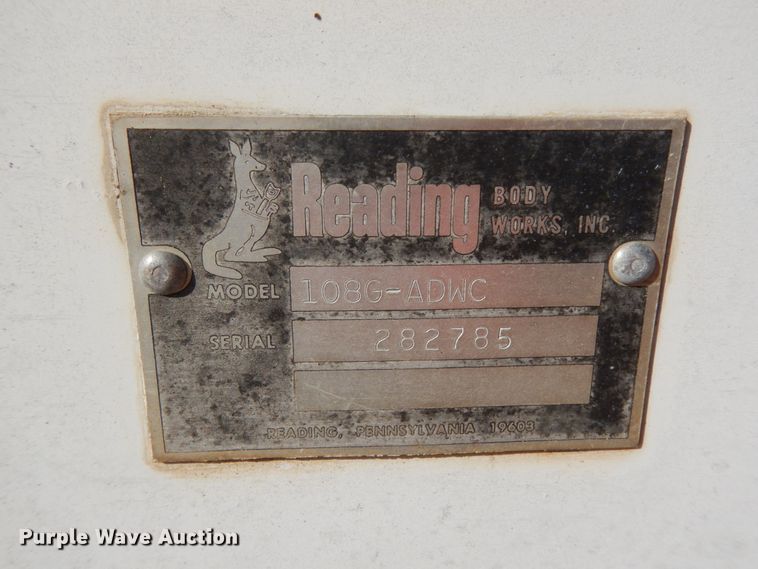 Reading BODY
WORKS, INC
MODEL 108G-ADWC
SERIAL 282785
READING, PENNSYLVANIA 19603
Purple Wave Auction